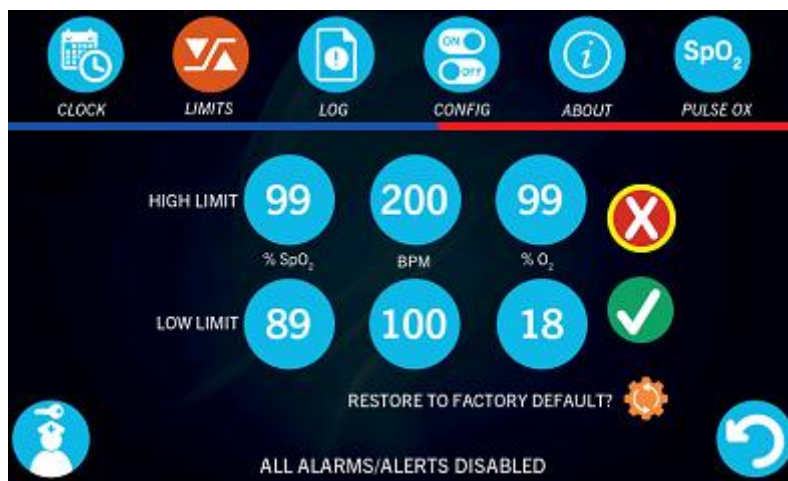 ON
OFF
i
SpO₂
CLOCK
LIMITS
LOG
CONFIG
ABOUT
PULSE OX
HIGH LIMIT 99 200 99 X
% SpO₂ BPM % O₂
LOW LIMIT 89 100 18
RESTORE TO FACTORY DEFAULT?
ALL ALARMS/ALERTS DISABLED